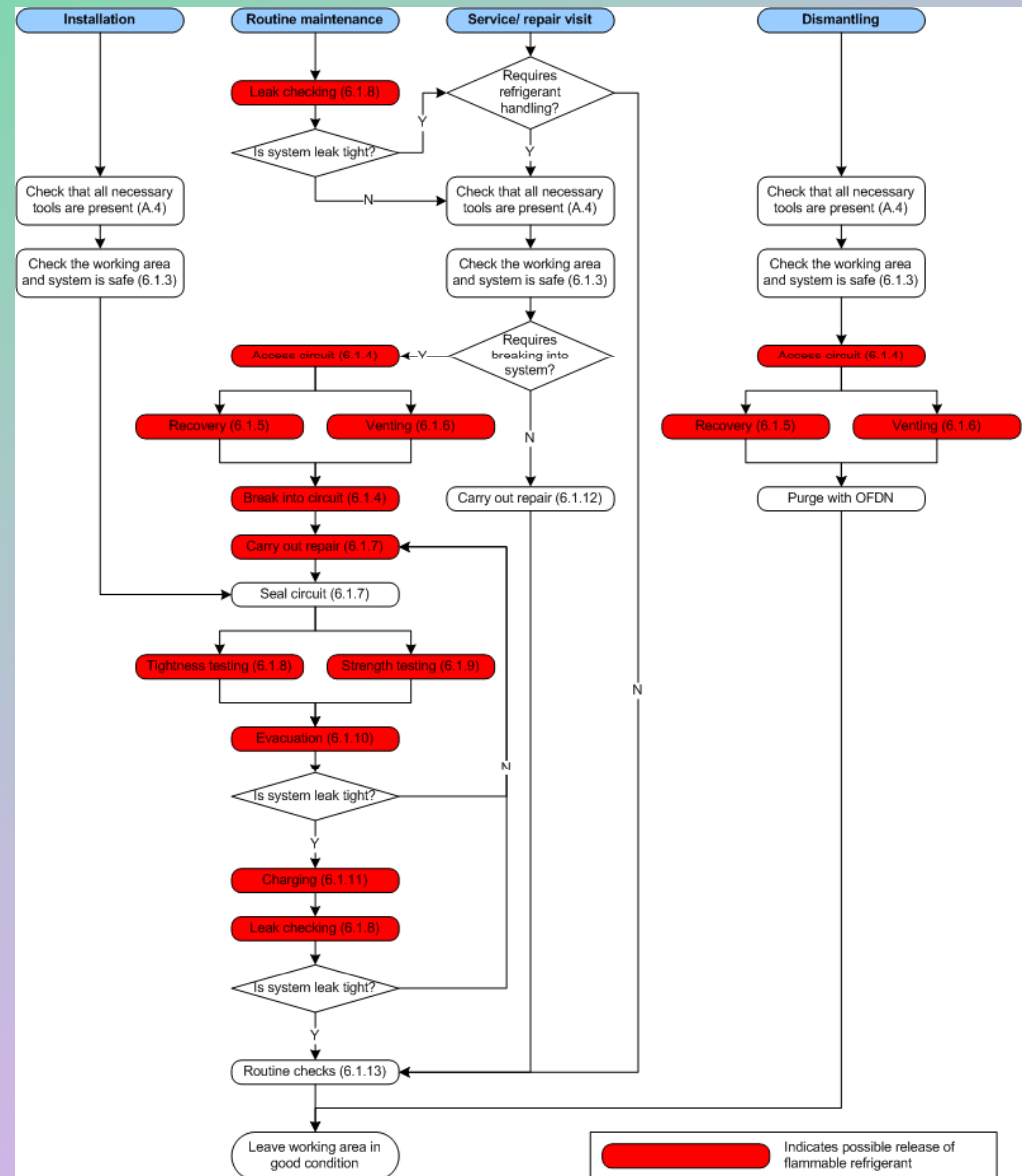 Installation
Routine maintenance
Service/ repair visit
Dismantling
Leak checking (6.1.8)
Requires
refrigerant
handling?
Y
Is system leak tight?
Y
N
Check that all necessary
tools are present (A.4)
Check that all necessary
tools are present (A.4)
Check that all necessary
tools are present (A.4)
Check the working area
and system is safe (6.1.3)
Check the working area
and system is safe (6.1.3)
Check the working area
and system is safe (6.1.3)
Requires
breaking into
system?
Y
Access circuit (6.1.4)
Access circuit (6.1.4)
Recovery (6.1.5)
Venting (6.1.6)
Recovery (6.1.5)
Venting (6.1.6)
N
Break into circuit (6.1.4)
Carry out repair (6.1.12)
Purge with OFDN
Carry out repair (6.1.7)
Seal circuit (6.1.7)
Tightness testing (6.1.8)
Strength testing (6.1.9)
N
Evacuation (6.1.10)
N
Is system leak tight?
Y
Charging (6.1.11)
Leak checking (6.1.8)
Is system leak tight?
Y
Routine checks (6.1.13)
Leave working area in
good condition
Indicates possible release of
flammable refrigerant